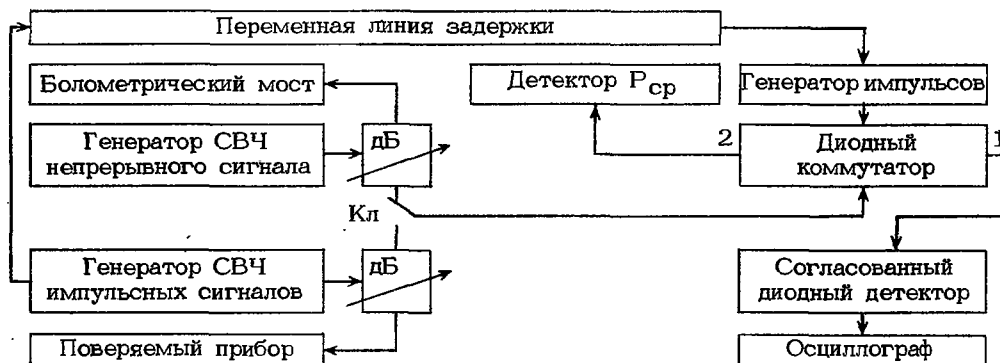 Переменная линия задержки
Болометрический мост
Детектор Pср
Генератор импульсов
Генератор СВЧ
непрерывного сигнала
дБ
2
Диодный
коммутатор
1
Кл
Генератор СВЧ
импульсных сигналов
дБ
Согласованный
диодный детектор
Поверяемый прибор
Осциллограф